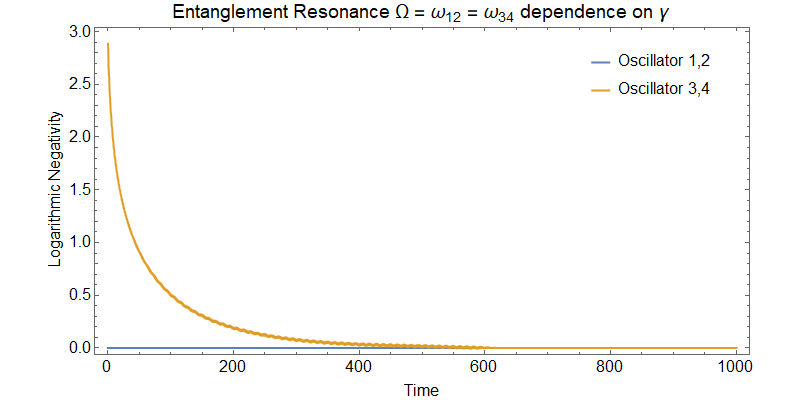 Entanglement Resonance Ω = ω₁₂ = ω₃₄ dependence on γ
Oscillator 1,2
Oscillator 3,4
Logarithmic Negativity
3.0
2.5
2.0
1.5
1.0
0.5
0.0
0 200 400 600 800 1000
Time